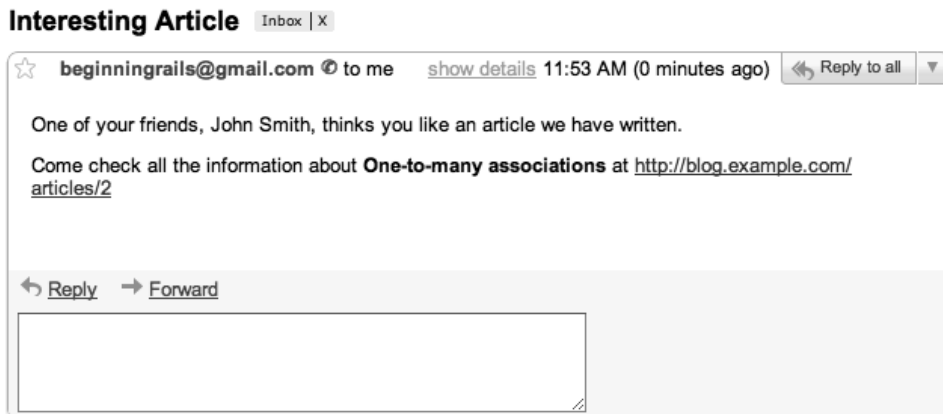 Interesting Article Inbox | X
beginningrails@gmail.com to me show details 11:53 AM (0 minutes ago) Reply to all
One of your friends, John Smith, thinks you like an article we have written.
Come check all the information about One-to-many associations at http://blog.example.com/
articles/2
Reply Forward